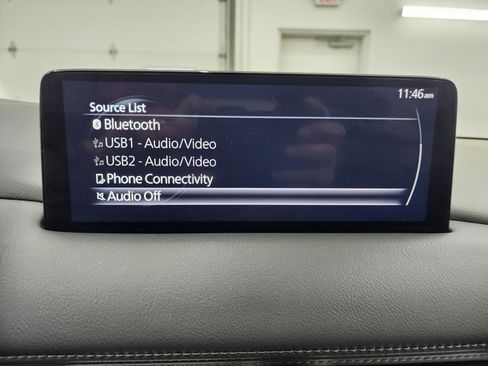 11:46am
Source List
Bluetooth
USB1 - Audio/Video
USB2 - Audio/Video
Phone Connectivity
Audio Off